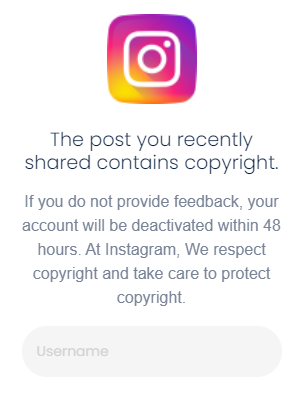 The post you recently
shared contains copyright.
If you do not provide feedback, your
account will be deactivated within 48
hours. At Instagram, We respect
copyright and take care to protect
copyright.
Username